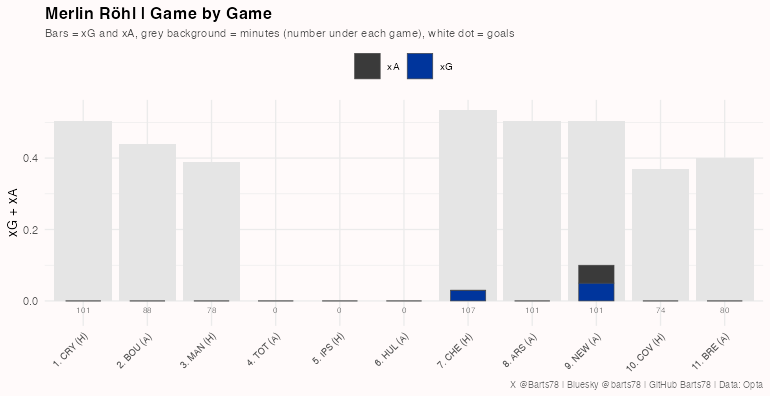 Merlin Röhl | Game by Game
Bars = xG and xA, grey background = minutes (number under each game), white dot = goals
xA xG
xG + xA
0.4
0.2
0.0
101 88 78 0 0 0 107 101 101 74 80
1. CRY (H) 2. BOU (A) 3. MAN (H) 4. TOT (A) 5. IPS (H) 6. HUL (A) 7. CHE (H) 8. ARS (A) 9. NEW (A) 10. COV (H) 11. BRE (A)
X @Barts78 | Bluesky @barts78 | GitHub Barts78 | Data: Opta